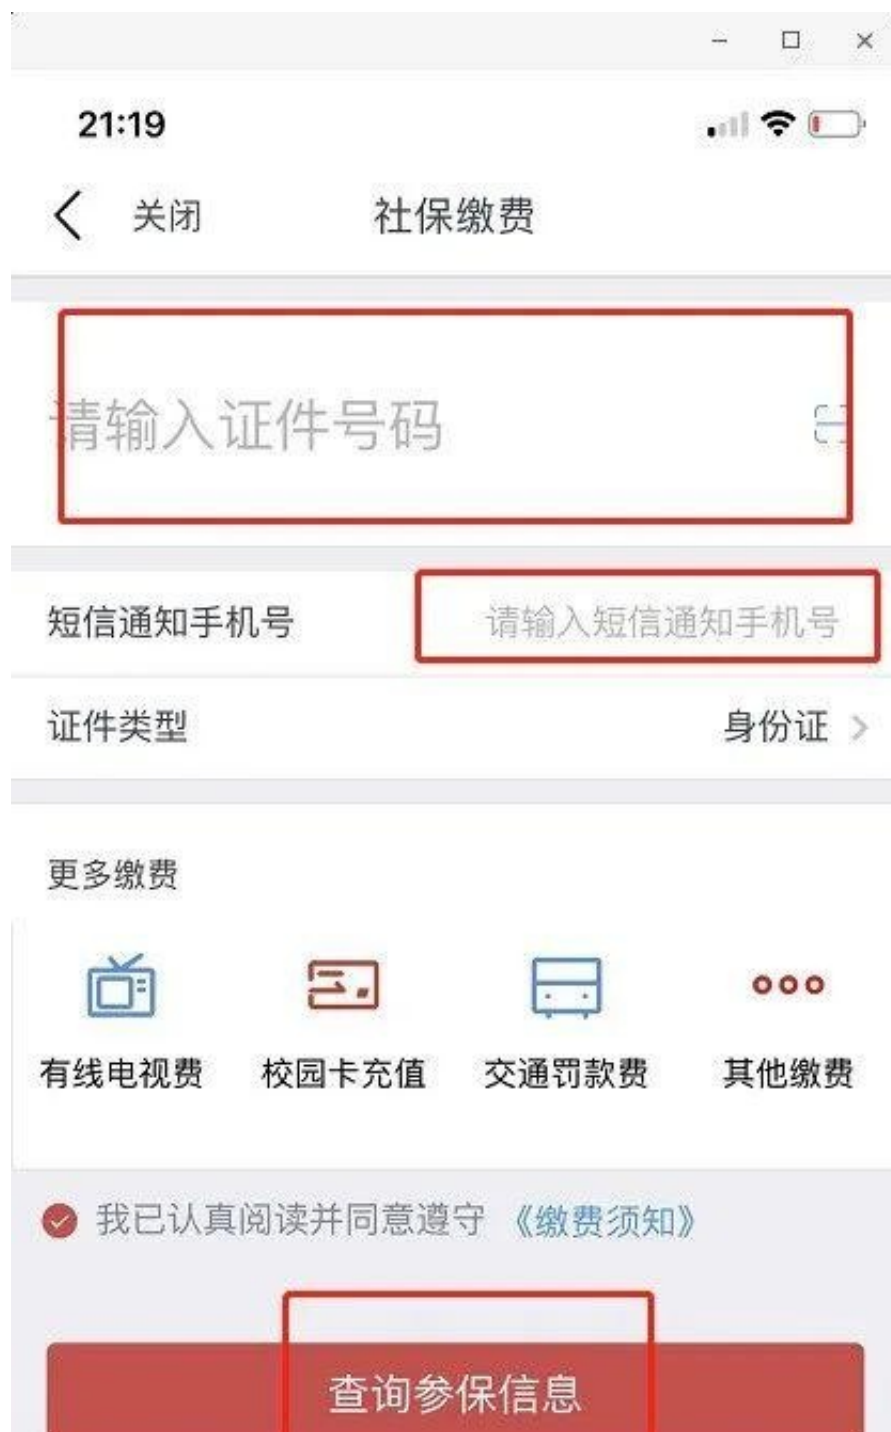 21:19
关闭 社保缴费
请输入证件号码
短信通知手机号 请输入短信通知手机号
证件类型 身份证
更多缴费
有线电视费 校园卡充值 交通罚款费 其他缴费
我已认真阅读并同意遵守《缴费须知》
查询参保信息